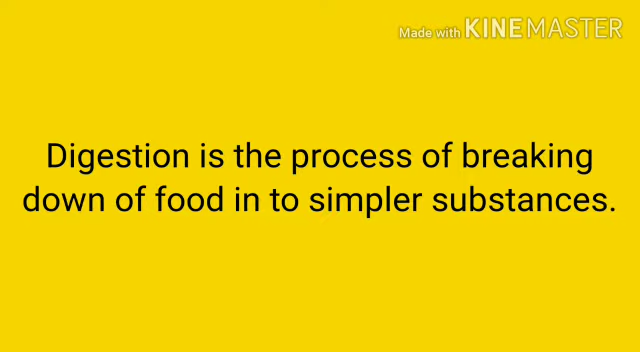 Made with KINEMASTER
Digestion is the process of breaking
down of food in to simpler substances.